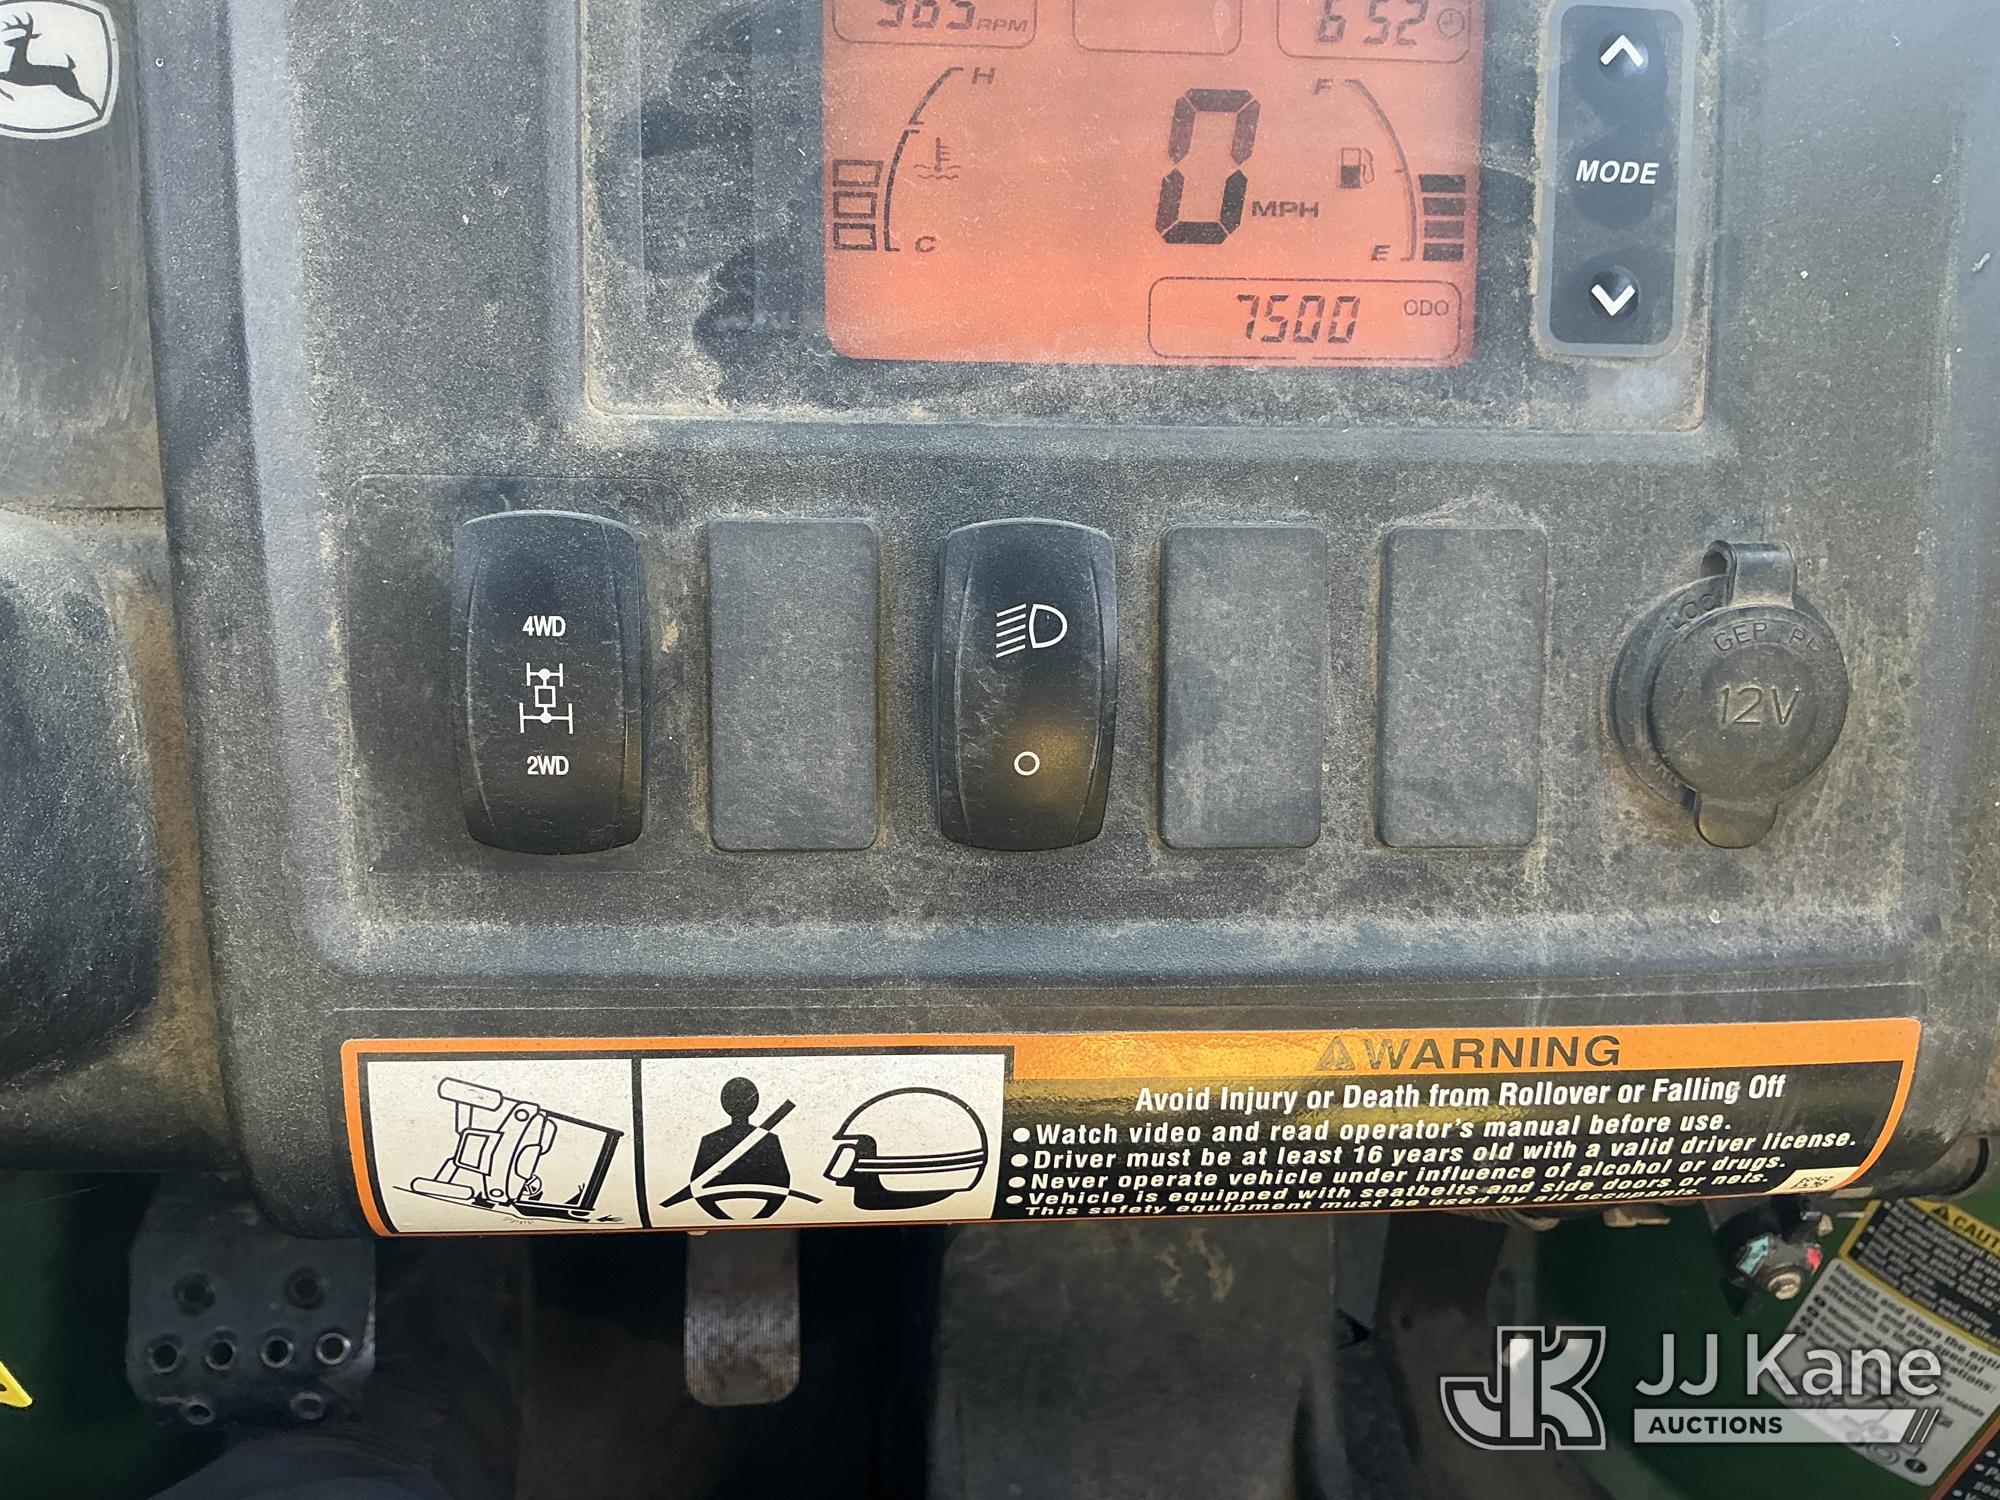 RPM
6 52
H
F
0 MPH
C
E
7500 ODO
MODE
4WD
2WD
12V
WARNING
Avoid Injury or Death from Rollover or Falling Off
● Watch video and read operator's manual before use.
● Driver must be at least 16 years old with a valid driver license.
● Never operate vehicle under influence of alcohol or drugs.
● Vehicle is equipped with seatbelts and side doors or nets.
This safety equipment must be used by all occupants.
JK JJ Kane
AUCTIONS